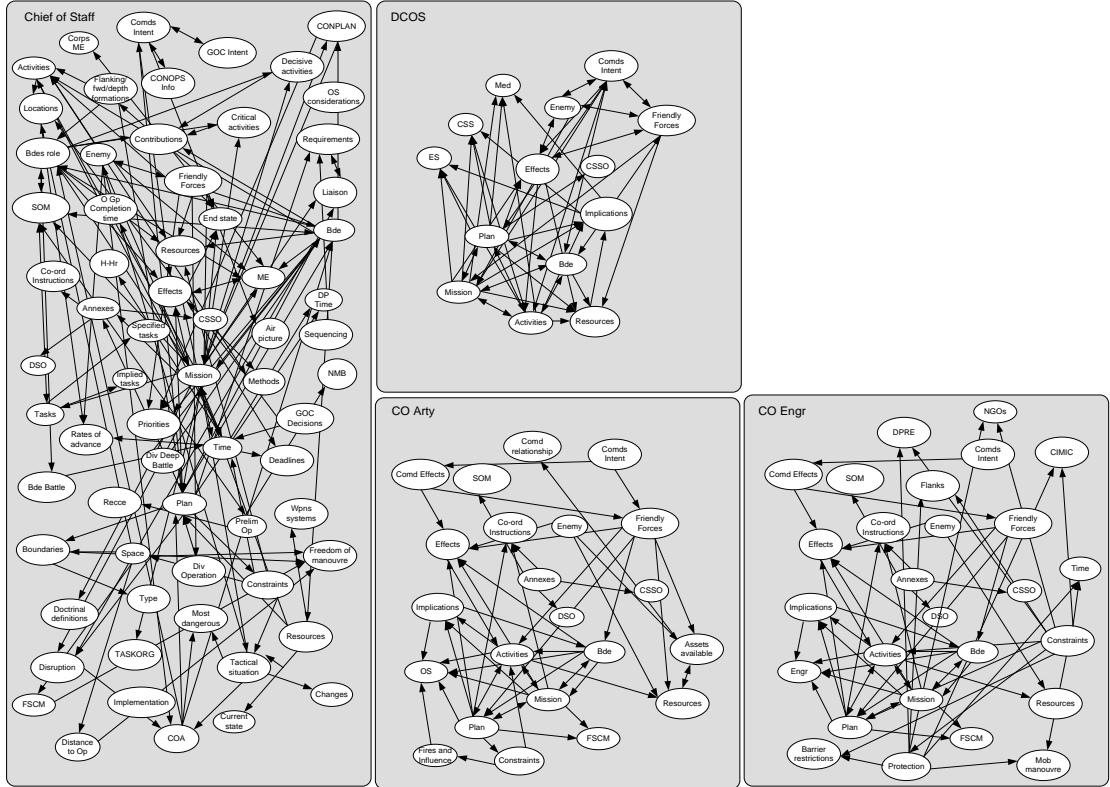 Chief of Staff
Corps
ME
Comds
Intent
CONPLAN
GOC Intent
Activities
Flanking/
fwd/depth
formations
CONOPS
Info
Decisive
activities
OS
considerations
Locations
Critical
activities
Contributions
Requirements
Bdes role
Enemy
Friendly
Forces
Liaison
SOM
O Gp
Completion
time
End state
Bde
Resources
Co-ord
Instructions
H-Hr
ME
Effects
DP
Time
Annexes
CSSO
Specified
tasks
Air
picture
Sequencing
DSO
Implied
tasks
Mission
Methods
NMB
Tasks
Priorities
GOC
Decisions
Rates of
advance
Time
Div Deep
Battle
Deadlines
Bde Battle
Recce
Plan
Wpns
systems
Prelim
Op
Boundaries
Space
Freedom of
manouvre
Div
Operation
Constraints
Type
Doctrinal
definitions
Most
dangerous
Resources
TASKORG
Disruption
Tactical
situation
FSCM
Implementation
Changes
Current
state
COA
Distance
to Op
DCOS
Comds
Intent
Med
Enemy
Friendly
Forces
CSS
ES
Effects
CSSO
Implications
Plan
Bde
Mission
Activities
Resources
CO Arty
Comd
relationship
Comds
Intent
Comd Effects
SOM
Co-ord
Instructions
Enemy
Friendly
Forces
Effects
Annexes
CSSO
Implications
DSO
Activities
Bde
Assets
available
OS
Mission
Resources
Plan
FSCM
Fires and
Influence
Constraints
CO Engr
NGOs
DPRE
Comds
Intent
CIMIC
Comd Effects
SOM
Flanks
Co-ord
Instructions
Enemy
Friendly
Forces
Effects
Time
Annexes
CSSO
Implications
DSO
Constraints
Activities
Bde
Engr
Mission
Resources
Plan
FSCM
Barrier
restrictions
Protection
Mob
manouvre